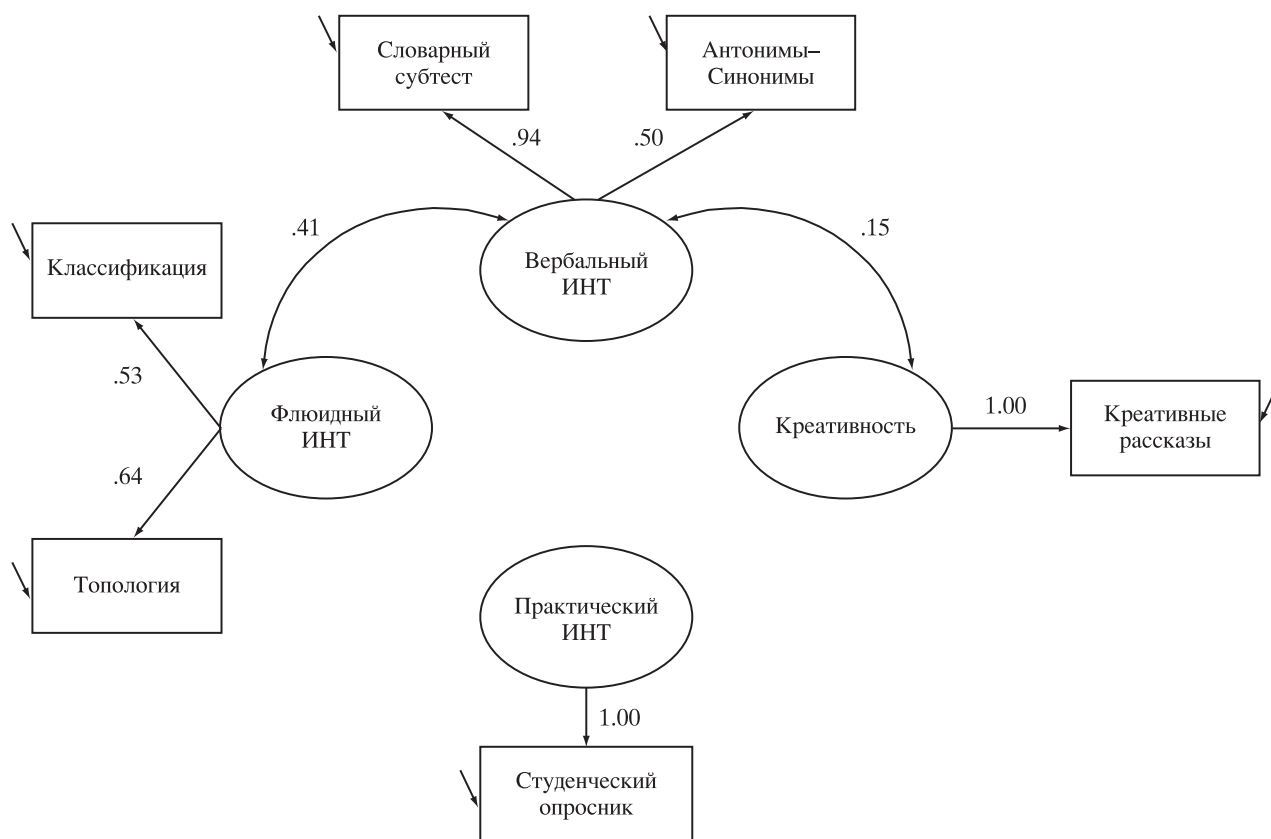 Словарный
субтест
Антонимы–
Синонимы
.94
.50
.41
.15
Классификация
Вербальный
ИНТ
.53
Флюидный
ИНТ
Креативность
1.00
Креативные
рассказы
.64
Топология
Практический
ИНТ
1.00
Студенческий
опросник